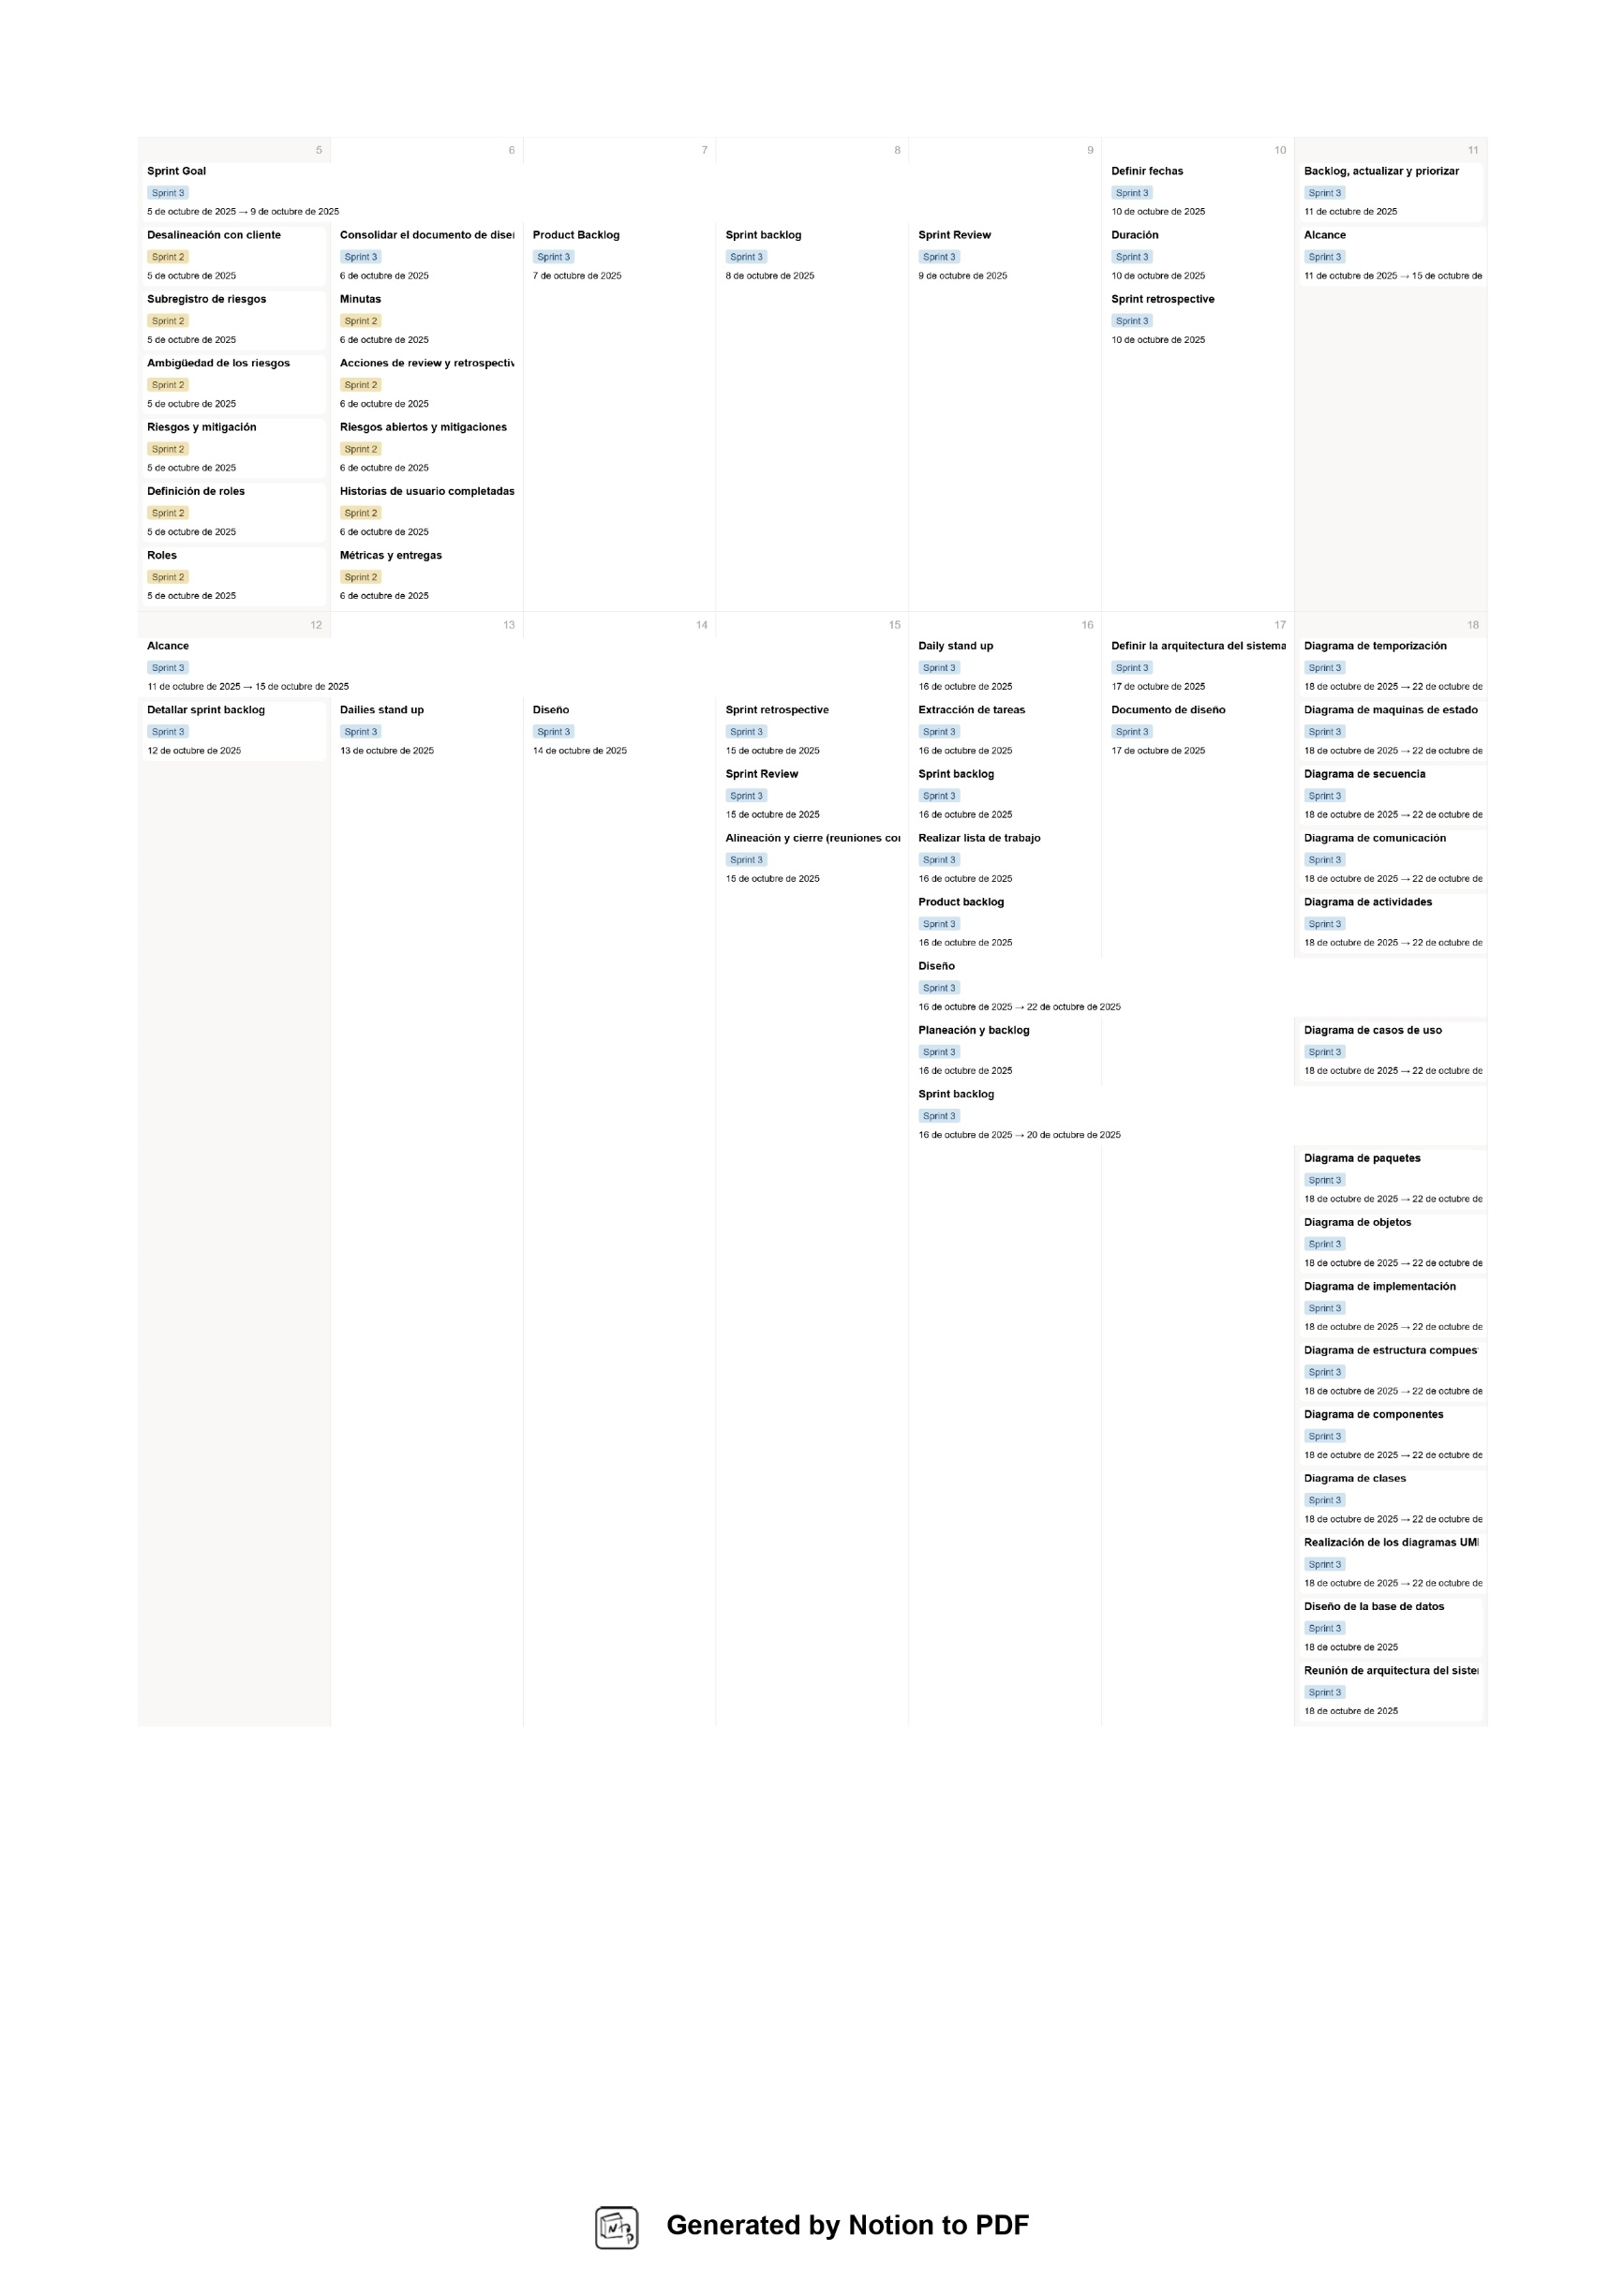 5
6
7
8
9
10
11
Sprint Goal
Sprint 3
5 de octubre de 2025 → 9 de octubre de 2025
Definir fechas
Sprint 3
10 de octubre de 2025
Backlog, actualizar y priorizar
Sprint 3
11 de octubre de 2025
Desalineación con cliente
Sprint 2
5 de octubre de 2025
Consolidar el documento de
Sprint 3
6 de octubre de 2025
Product Backlog
Sprint 3
7 de octubre de 2025
Sprint backlog
Sprint 3
8 de octubre de 2025
Sprint Review
Sprint 3
9 de octubre de 2025
Duración
Sprint 3
10 de octubre de 2025
Alcance
Sprint 3
11 de octubre de 2025 → 15 de octubre de
Subregistro de riesgos
Sprint 2
5 de octubre de 2025
Minutas
Sprint 2
6 de octubre de 2025
Sprint retrospective
Sprint 3
10 de octubre de 2025
Ambigüedad de los riesgos
Sprint 2
5 de octubre de 2025
Acciones de review y
Sprint 2
6 de octubre de 2025
Riesgos y mitigación
Sprint 2
5 de octubre de 2025
Riesgos abiertos y mitigaciones
Sprint 2
6 de octubre de 2025
Definición de roles
Sprint 2
5 de octubre de 2025
Historias de usuario completadas
Sprint 2
6 de octubre de 2025
Roles
Sprint 2
5 de octubre de 2025
Métricas y entregas
Sprint 2
6 de octubre de 2025
12
13
14
15
16
17
18
Alcance
Sprint 3
11 de octubre de 2025 → 15 de octubre de 2025
Daily stand up
Sprint 3
16 de octubre de 2025
Definir la arquitectura del sistema
Sprint 3
17 de octubre de 2025
Diagrama de temporización
Sprint 3
18 de octubre de 2025 → 22 de octubre de
Detallar sprint backlog
Sprint 3
12 de octubre de 2025
Dailies stand up
Sprint 3
13 de octubre de 2025
Diseño
Sprint 3
14 de octubre de 2025
Sprint retrospective
Sprint 3
15 de octubre de 2025
Extracción de tareas
Sprint 3
16 de octubre de 2025
Documento de diseño
Sprint 3
17 de octubre de 2025
Diagrama de maquinas de estado
Sprint 3
18 de octubre de 2025 → 22 de octubre de
Sprint Review
Sprint 3
15 de octubre de 2025
Sprint backlog
Sprint 3
16 de octubre de 2025
Diagrama de secuencia
Sprint 3
18 de octubre de 2025 → 22 de octubre de
Alineación y cierre (reuniones
Sprint 3
15 de octubre de 2025
Realizar lista de trabajo
Sprint 3
16 de octubre de 2025
Diagrama de comunicación
Sprint 3
18 de octubre de 2025 → 22 de octubre de
Product backlog
Sprint 3
16 de octubre de 2025
Diagrama de actividades
Sprint 3
18 de octubre de 2025 → 22 de octubre de
Diseño
Sprint 3
16 de octubre de 2025 → 22 de octubre de 2025
Planeación y backlog
Sprint 3
16 de octubre de 2025
Diagrama de casos de uso
Sprint 3
18 de octubre de 2025 → 22 de octubre de
Sprint backlog
Sprint 3
16 de octubre de 2025 → 20 de octubre de 2025
Diagrama de paquetes
Sprint 3
18 de octubre de 2025 → 22 de octubre de
Diagrama de objetos
Sprint 3
18 de octubre de 2025 → 22 de octubre de
Diagrama de implementación
Sprint 3
18 de octubre de 2025 → 22 de octubre de
Diagrama de estructura
Sprint 3
18 de octubre de 2025 → 22 de octubre de
Diagrama de componentes
Sprint 3
18 de octubre de 2025 → 22 de octubre de
Diagrama de clases
Sprint 3
18 de octubre de 2025 → 22 de octubre de
Realización de los diagramas
Sprint 3
18 de octubre de 2025 → 22 de octubre de
Diseño de la base de datos
Sprint 3
18 de octubre de 2025
Reunión de arquitectura del
Sprint 3
18 de octubre de 2025
Generated by Notion to PDF